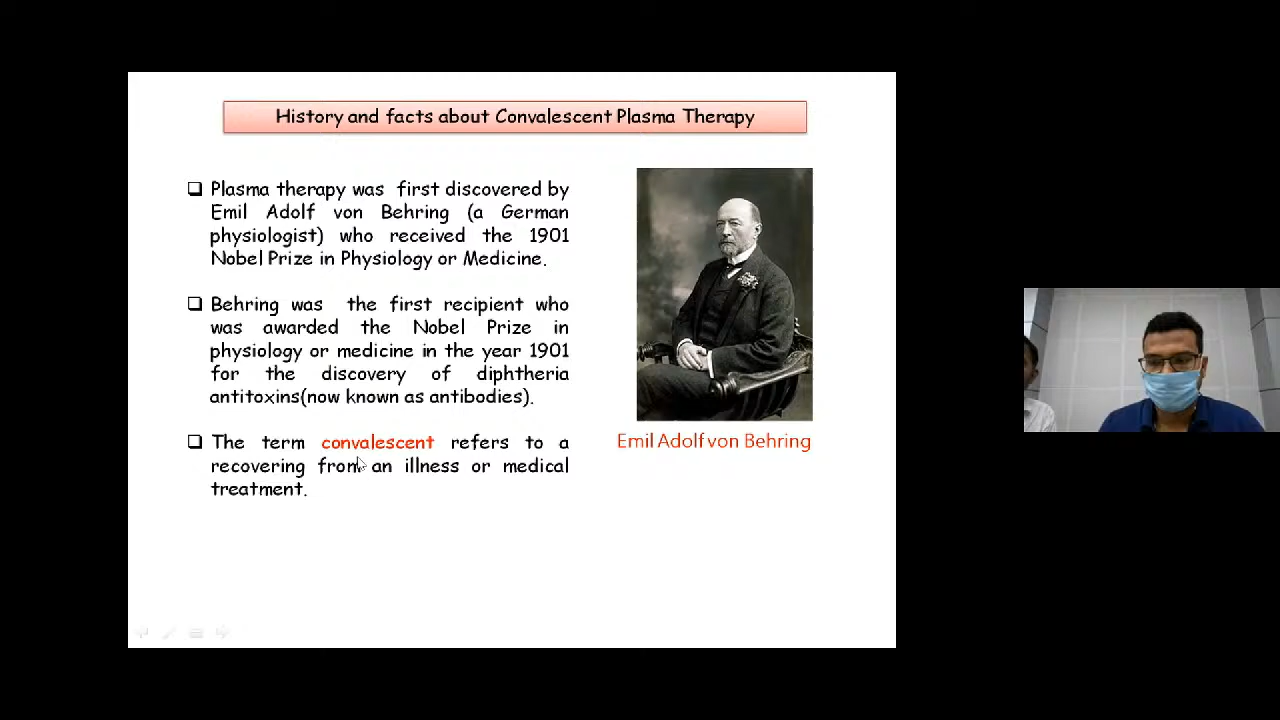 History and facts about Convalescent Plasma Therapy
Plasma therapy was first discovered by
Emil Adolf von Behring (a German
physiologist) who received the 1901
Nobel Prize in Physiology or Medicine.
Behring was the first recipient who
was awarded the Nobel Prize in
physiology or medicine in the year 1901
for the discovery of diphtheria
antitoxins(now known as antibodies).
The term convalescent refers to a
recovering from an illness or medical
treatment.
Emil Adolf von Behring